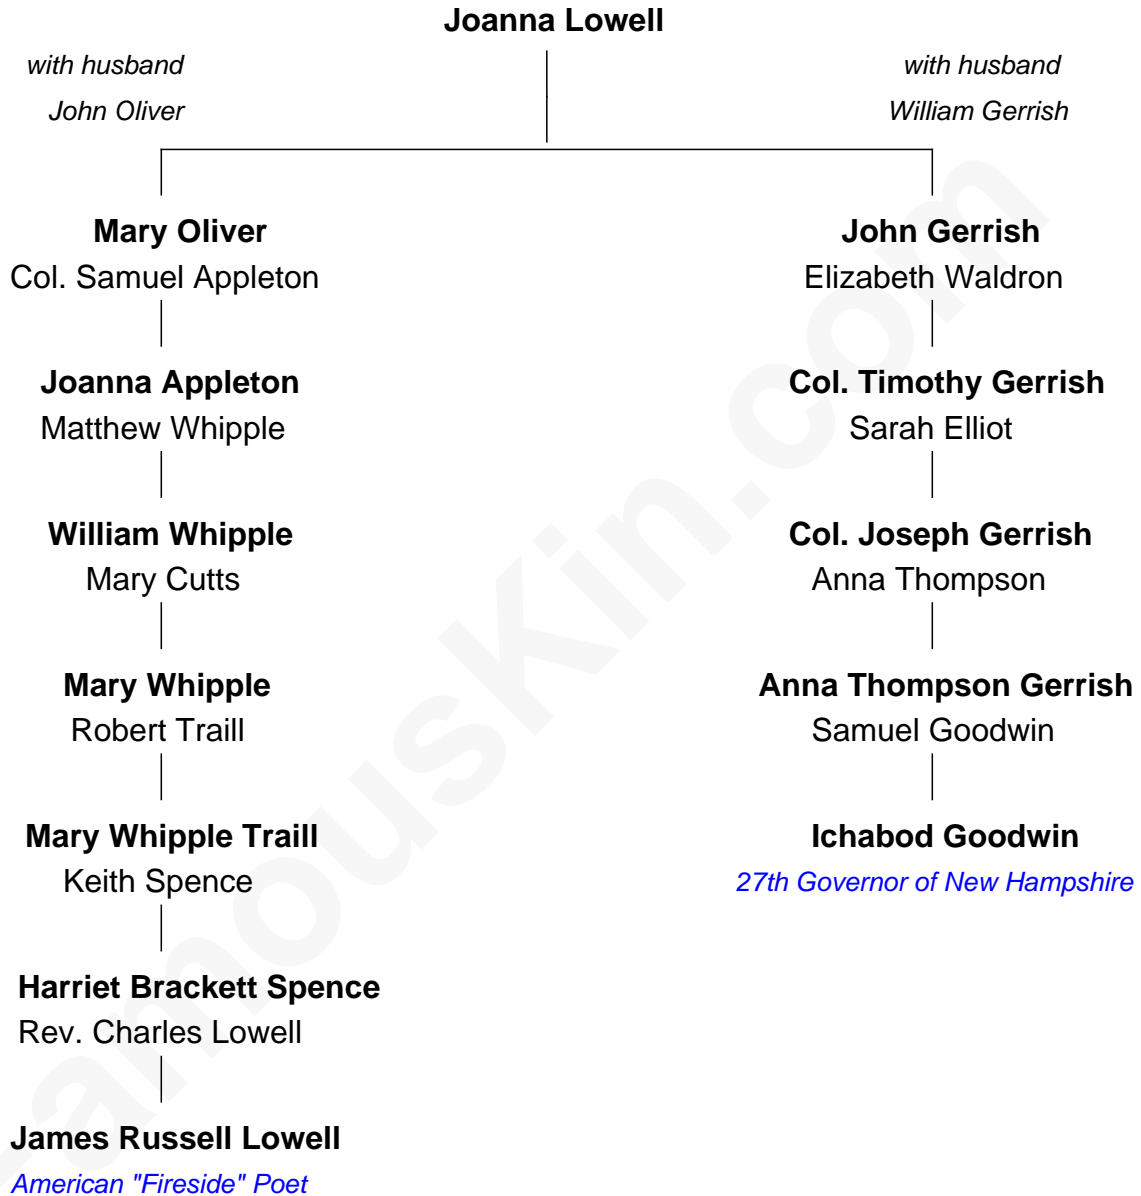 Joanna Lowell
with husband
John Oliver
with husband
William Gerrish
Mary Oliver
Col. Samuel Appleton
John Gerrish
Elizabeth Waldron
Joanna Appleton
Matthew Whipple
Col. Timothy Gerrish
Sarah Elliot
William Whipple
Mary Cutts
Col. Joseph Gerrish
Anna Thompson
Mary Whipple
Robert Traill
Anna Thompson Gerrish
Samuel Goodwin
Mary Whipple Traill
Keith Spence
Ichabod Goodwin
27th Governor of New Hampshire
Harriet Brackett Spence
Rev. Charles Lowell
James Russell Lowell
American "Fireside" Poet
FamousKin.com